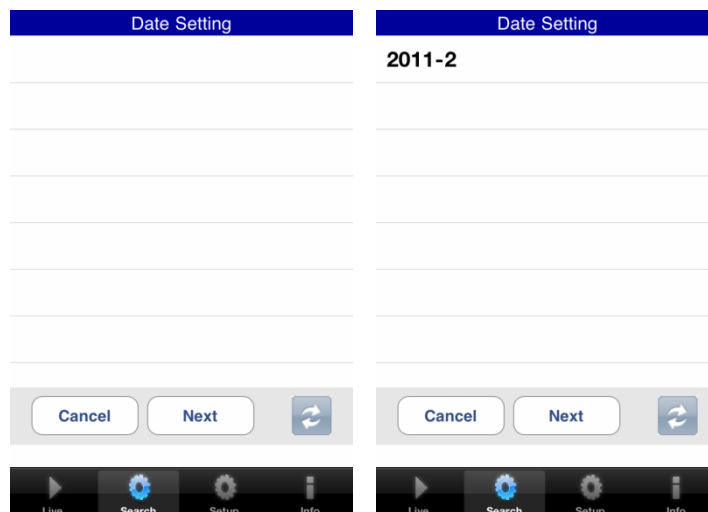 Date Setting
Cancel
Next
Live
Search
Setup
Info
Date Setting
2011-2
Cancel
Next
Live
Search
Setup
Info